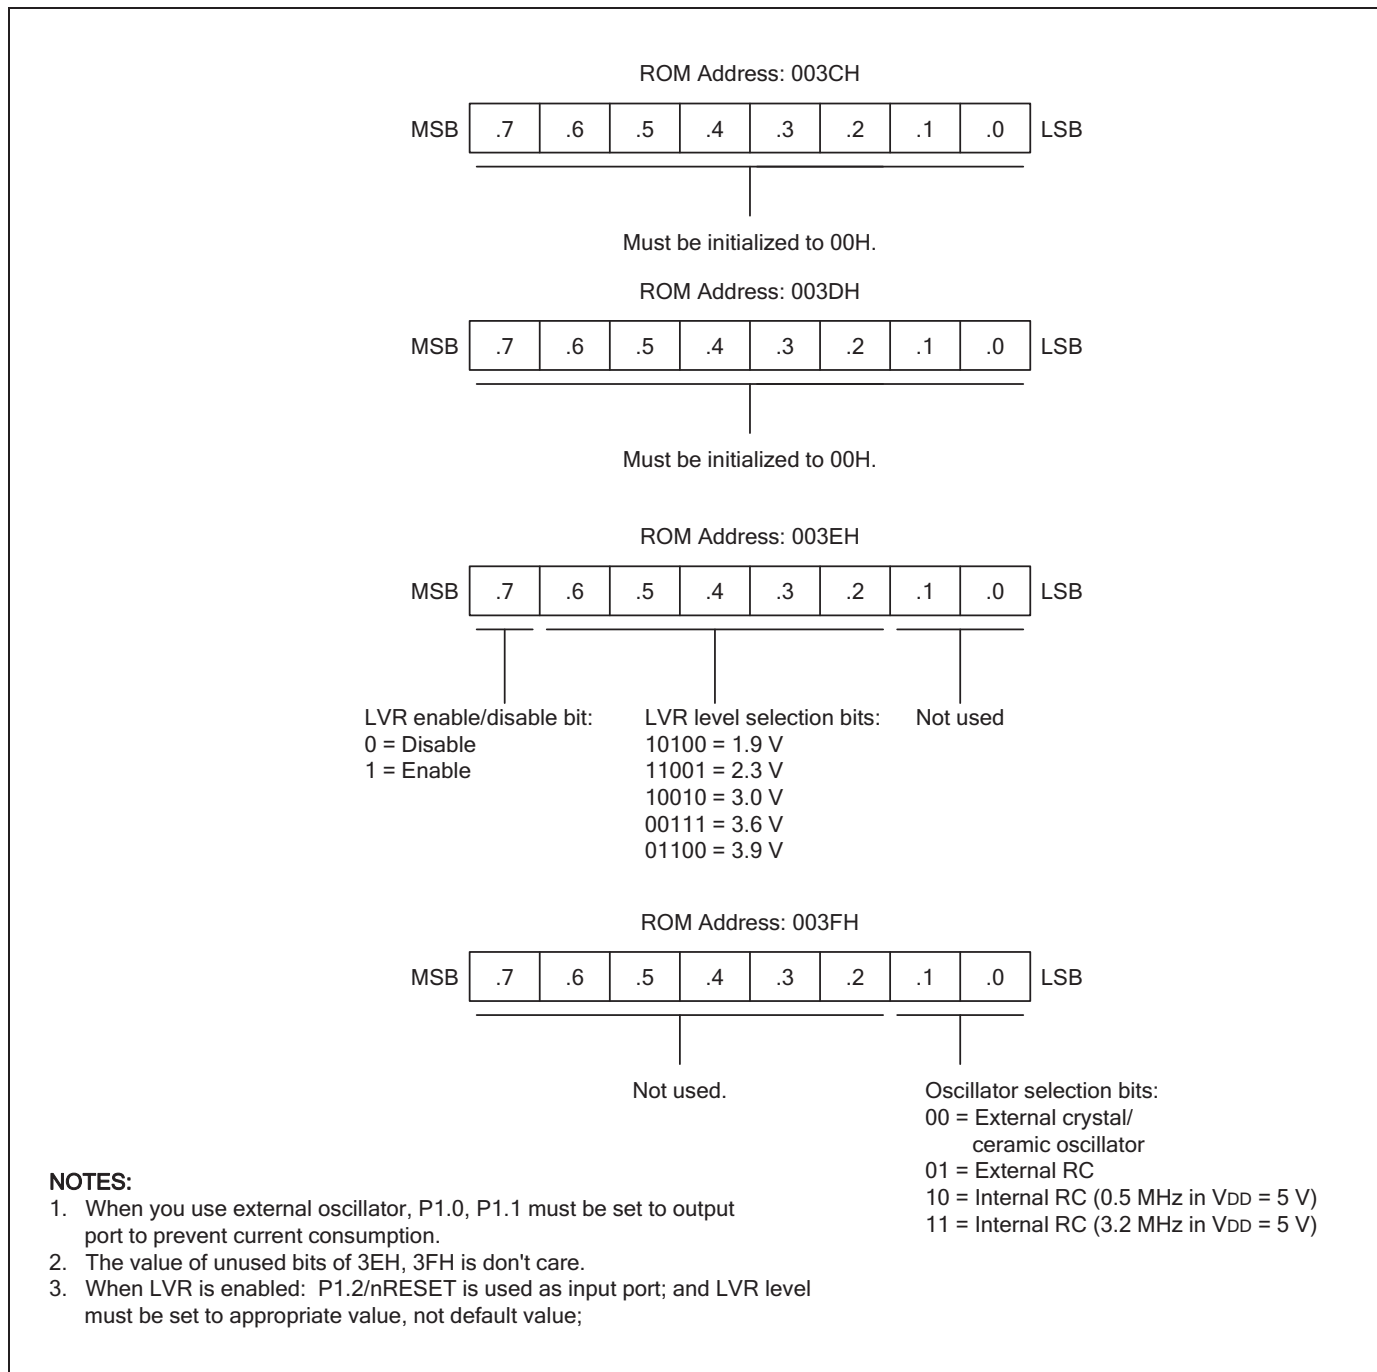 ROM Address: 003CH
MSB .7 .6 .5 .4 .3 .2 .1 .0 LSB
Must be initialized to 00H.
ROM Address: 003DH
MSB .7 .6 .5 .4 .3 .2 .1 .0 LSB
Must be initialized to 00H.
ROM Address: 003EH
MSB .7 .6 .5 .4 .3 .2 .1 .0 LSB
LVR enable/disable bit:
0 = Disable
1 = Enable
LVR level selection bits:
10100 = 1.9 V
11001 = 2.3 V
10010 = 3.0 V
00111 = 3.6 V
01100 = 3.9 V
Not used
ROM Address: 003FH
MSB .7 .6 .5 .4 .3 .2 .1 .0 LSB
Not used.
Oscillator selection bits:
00 = External crystal/
ceramic oscillator
01 = External RC
10 = Internal RC (0.5 MHz in VDD = 5 V)
11 = Internal RC (3.2 MHz in VDD = 5 V)
NOTES:
1. When you use external oscillator, P1.0, P1.1 must be set to output
port to prevent current consumption.
2. The value of unused bits of 3EH, 3FH is don't care.
3. When LVR is enabled: P1.2/nRESET is used as input port; and LVR level
must be set to appropriate value, not default value;